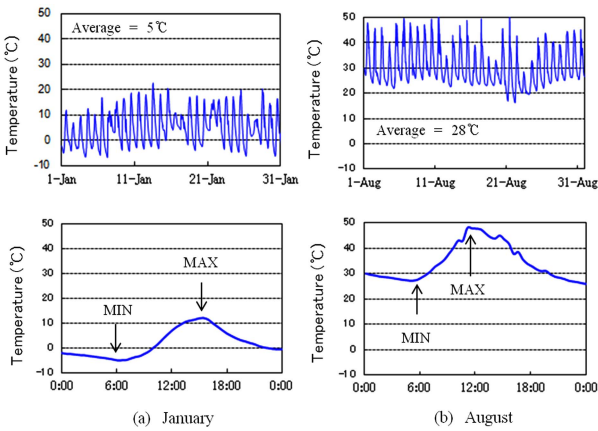 Temperature (℃)
50
40
30
20
10
0
-10
Average = 5℃
1-Jan 11-Jan 21-Jan 31-Jan
Temperature (℃)
50
40
30
20
10
0
-10
Average = 28℃
1-Aug 11-Aug 21-Aug 31-Aug
Temperature (℃)
50
40
30
20
10
0
-10
MAX
MIN
0:00 6:00 12:00 18:00 0:00
(a) January
Temperature (℃)
50
40
30
20
10
0
-10
MAX
MIN
0:00 6:00 12:00 18:00 0:00
(b) August